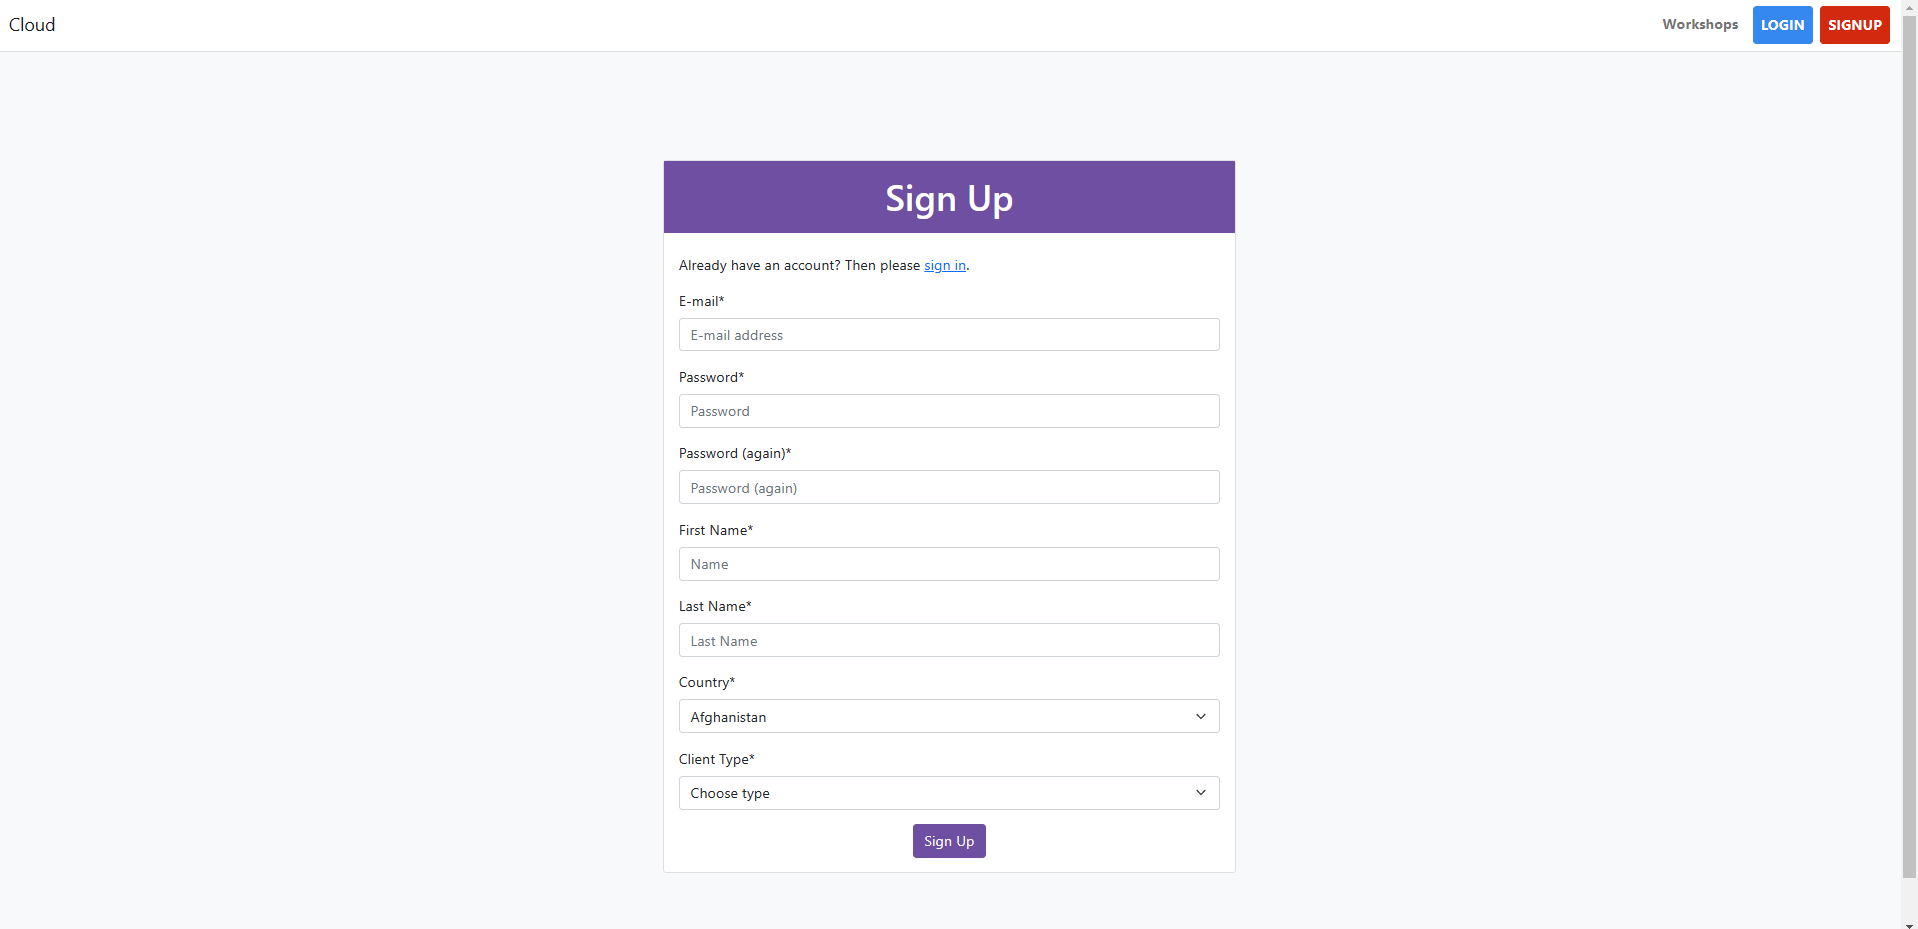 Cloud
Workshops LOGIN SIGNUP
Sign Up
Already have an account? Then please sign in.
E-mail*
E-mail address
Password*
Password
Password (again)*
Password (again)
First Name*
Name
Last Name*
Last Name
Country*
Afghanistan
Client Type*
Choose type
Sign Up